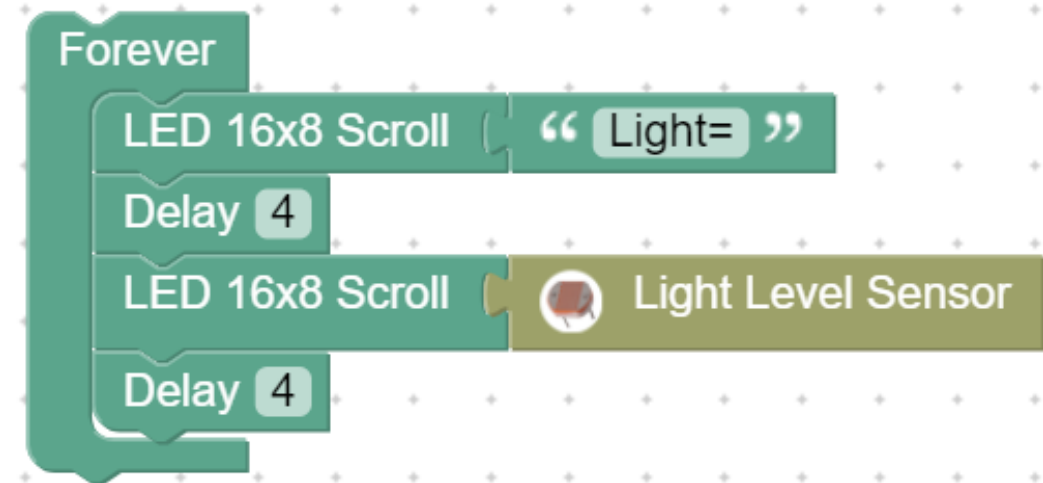 Forever
LED 16x8 Scroll “ Light= ”
Delay 4
LED 16x8 Scroll Light Level Sensor
Delay 4